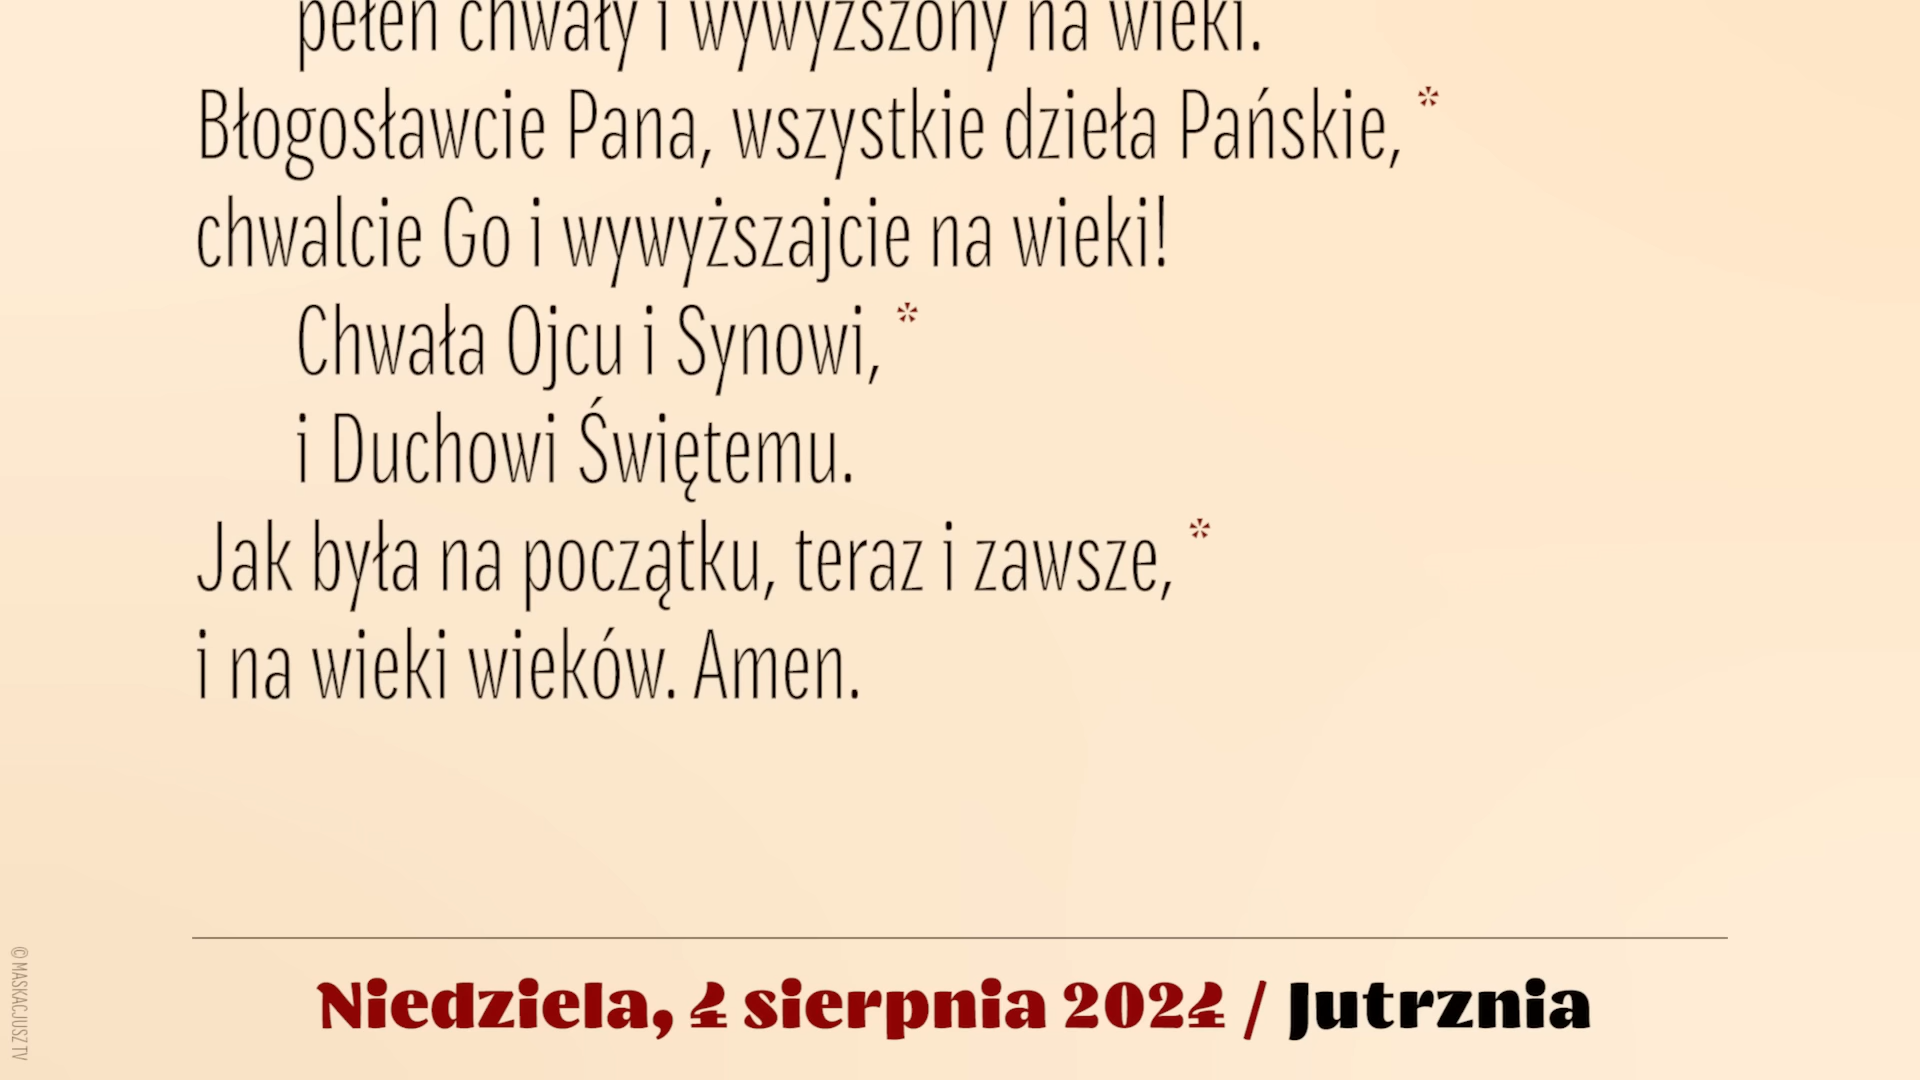 pełen chwały i wywyższony na wieki.
Błogosławcie Pana, wszystkie dzieła Pańskie, *
chwalcie Go i wywyższajcie na wieki!
Chwała Ojcu i Synowi, *
i Duchowi Świętemu.
Jak była na początku, teraz i zawsze, *
i na wieki wieków. Amen.
Niedziela, 4 sierpnia 2024 / Jutrznia
© MASKACJUSZ TV